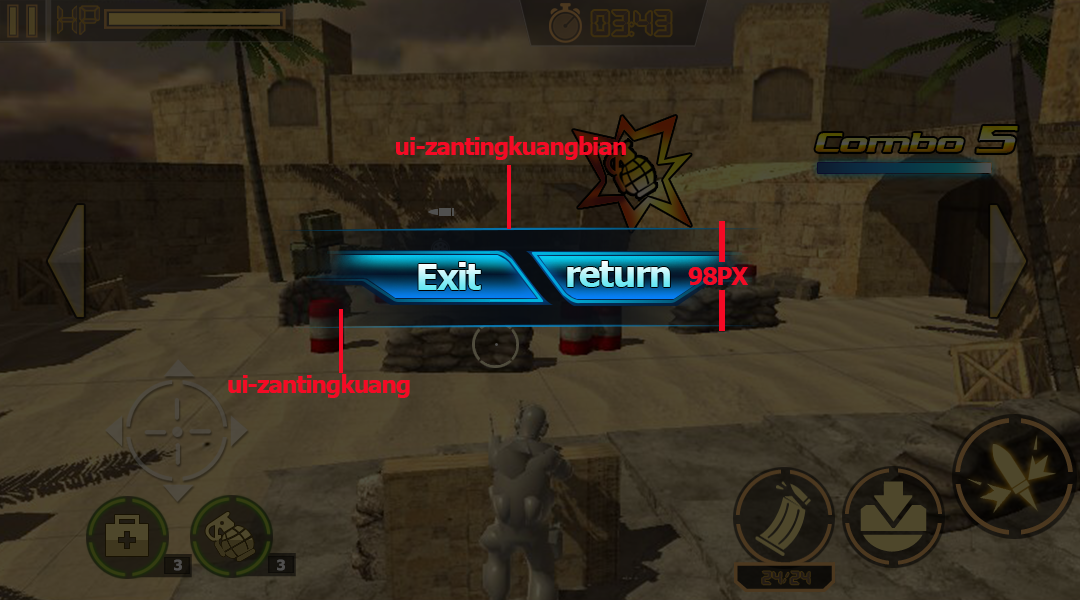 HP
03:43
ui-zantingkuangbian
Combo 5
Exit
return
98PX
ui-zantingkuang
3
3
24/24